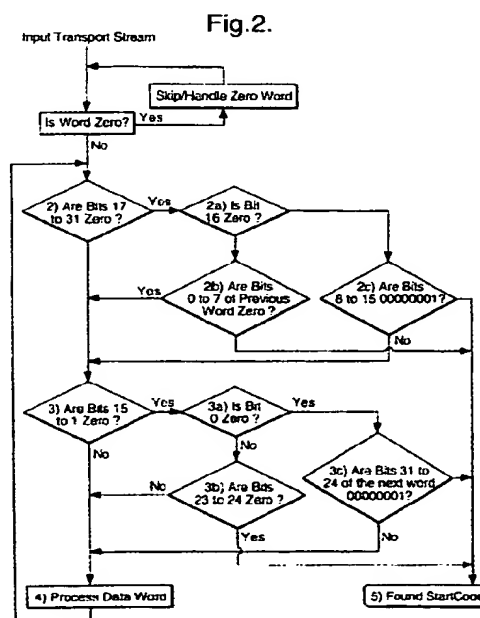 Fig.2.
Input Transport Stream
Skip/Handle Zero Word
Is Word Zero?
Yes
No
2) Are Bits 17
to 31 Zero ?
Yes
2a) Is Bit
16 Zero ?
Yes
2b) Are Bits
0 to 7 of Previous
Word Zero ?
2c) Are Bits
8 to 15 00000001?
No
3) Are Bits 15
to 1 Zero ?
Yes
3a) Is Bit
0 Zero ?
Yes
No
No
No
3b) Are Bits
23 to 24 Zero ?
3c) Are Bits 31 to
24 of the next word
00000001?
Yes
No
4) Process Data Word
5) Found StartCode